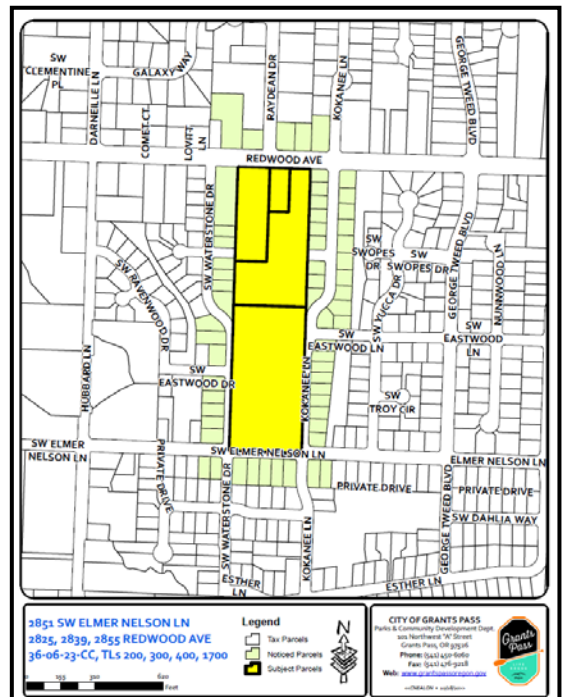 SW
CLEMENTINE
PL
GALAXY WAY
DARNEILLE LN
COMET CT
LOVITT
LN
RAYDEAN DR
KOKANEE LN
GEORGE TWEED BLVD
REDWOOD AVE
SW WATERSTONE DR
SW RAVENWOOD DR
SW
SWOPES
DR
SW
SWOPES DR
SW YUCCA DR
GEORGE TWEED BLVD
NUNNWOOD LN
SW
EASTWOOD LN
SW
EASTWOOD
LN
HUBBARD LN
SW
EASTWOOD DR
KOKANEE LN
SW
TROY CIR
SW ELMER
NELSON LN
SW ELMER NELSON LN
ELMER NELSON LN
PRIVATE DRIVE
PRIVATE DRIVE
PRIVATE DRIVE
SW WATERSTONE DR
KOKANEE LN
GEORGE TWEED BLVD
SW DAHLIA WAY
ESTHER
LN
ESTHER LN
2851 SW ELMER NELSON LN
2825, 2839, 2855 REDWOOD AVE
36-06-23-CC, TLs 200, 300, 400, 1700
0
310
620
Feet
Legend
Tax Parcels
Noticed Parcels
Subject Parcels
N
CITY OF GRANTS PASS
Parks & Community Development Dept.
101 Northwest "A" Street
Grants Pass, OR 97526
Phone: (541) 450-6060
Fax: (541) 476-9218
Web: www.grantspassoregon.gov
Grants
Pass